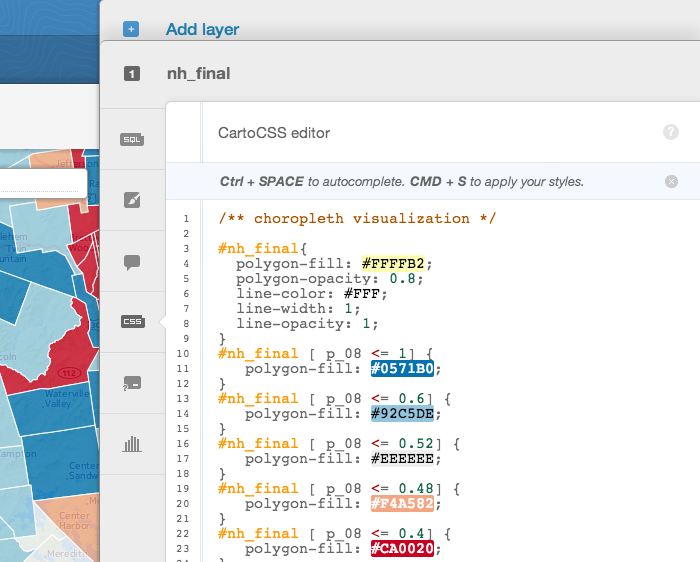 + Add layer
1 nh_final
CartoCSS editor
?
SQL
Ctrl + SPACE to autocomplete. CMD + S to apply your styles.
1 /** choropleth visualization */
2
3 #nh_final{
4 polygon-fill: #FFFFB2;
5 polygon-opacity: 0.8;
6 line-color: #FFF;
7 line-width: 1;
8 line-opacity: 1;
9 }
CSS
10 #nh_final [ p_08 <= 1] {
11 polygon-fill: #0571B0;
12 }
13 #nh_final [ p_08 <= 0.6] {
14 polygon-fill: #92C5DE;
15 }
16 #nh_final [ p_08 <= 0.52] {
17 polygon-fill: #EEEEEE;
18 }
19 #nh_final [ p_08 <= 0.48] {
20 polygon-fill: #F4A582;
21 }
22 #nh_final [ p_08 <= 0.4] {
23 polygon-fill: #CA0020;
24 }
112
Waterville
Valley
Center
Center
Harbor